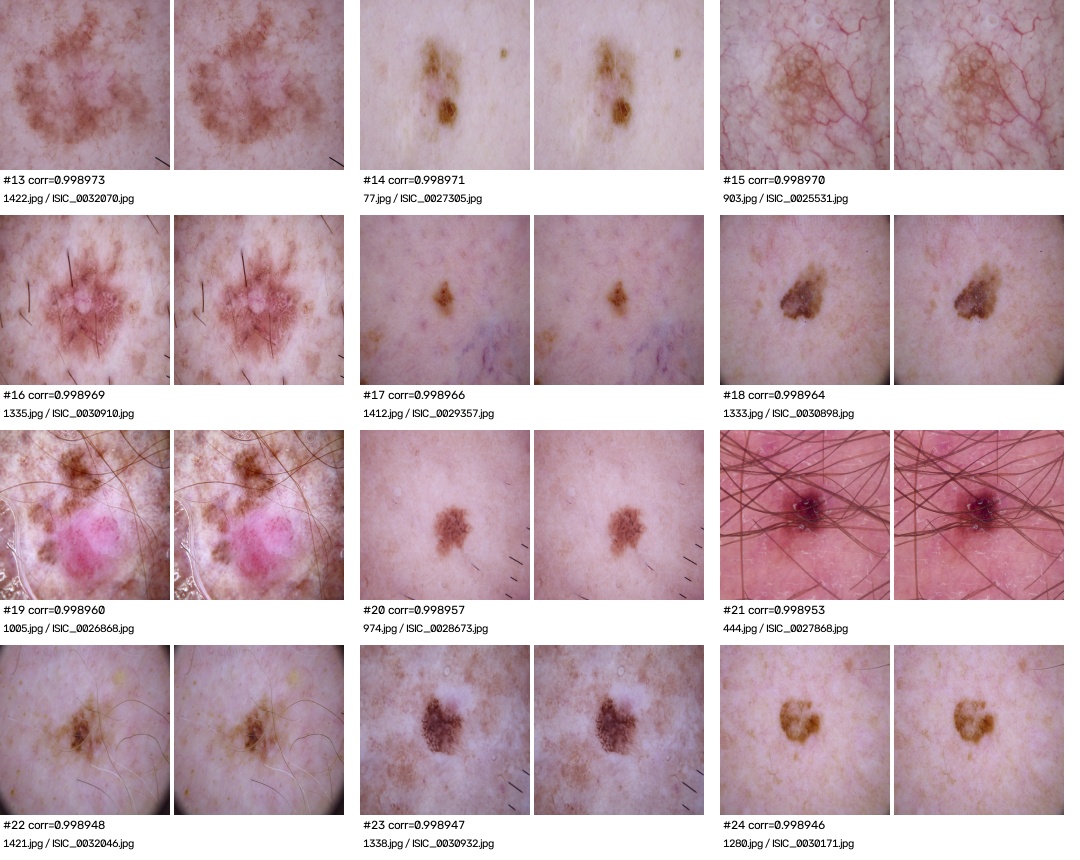 #13 corr=0.998973
1422.jpg / ISIC_0032070.jpg
#14 corr=0.998971
77.jpg / ISIC_0027305.jpg
#15 corr=0.998970
903.jpg / ISIC_0025531.jpg
#16 corr=0.998969
1335.jpg / ISIC_0030910.jpg
#17 corr=0.998966
1412.jpg / ISIC_0029357.jpg
#18 corr=0.998964
1333.jpg / ISIC_0030898.jpg
#19 corr=0.998960
1005.jpg / ISIC_0026868.jpg
#20 corr=0.998957
974.jpg / ISIC_0028673.jpg
#21 corr=0.998953
444.jpg / ISIC_0027868.jpg
#22 corr=0.998948
1421.jpg / ISIC_0032046.jpg
#23 corr=0.998947
1338.jpg / ISIC_0030932.jpg
#24 corr=0.998946
1280.jpg / ISIC_0030171.jpg